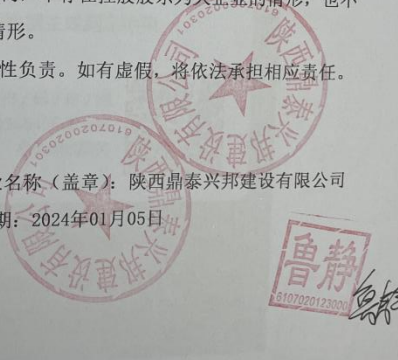 情形。
性负责。如有虚假，将依法承担相应责任。
名称（盖章）：陕西鼎泰兴邦建设有限公司
期：2024年01月05日
陕西鼎泰兴邦建设有限公司
陕西鼎泰兴邦建设有限公司
鲁静
6107020123000